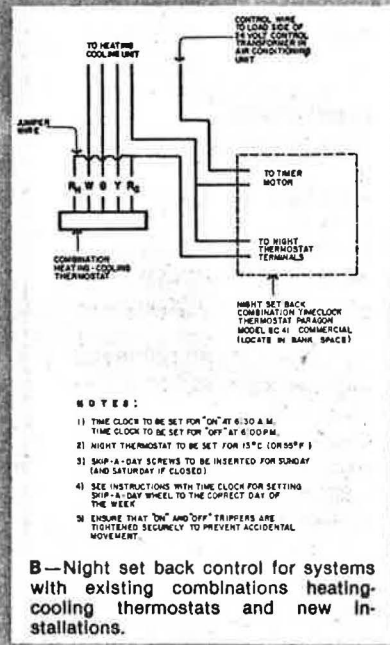 CONTROL WIRE
TO LOAD SIDE OF
24 VOLT CONTROL
TRANSFORMER IN
AIR CONDITIONING
UNIT
TO HEATING
COOLING UNIT
JUMPER
WIRE
RH W G Y RC
TO TIMER
MOTOR
TO NIGHT
THERMOSTAT
TERMINALS
COMBINATION
HEATING-COOLING
THERMOSTAT
NIGHT SET BACK
COMBINATION TIMECLOCK
THERMOSTAT PARAGON
MODEL EC 41 COMMERCIAL
(LOCATE IN BANK SPACE)
NOTES:
1) TIME CLOCK TO BE SET FOR "ON" AT 6:30 A.M.
TIME CLOCK TO BE SET FOR "OFF" AT 6:00 P.M.
2) NIGHT THERMOSTAT TO BE SET FOR 13°C (OR 55°F)
3) SKIP-A-DAY SCREWS TO BE INSERTED FOR SUNDAY
(AND SATURDAY IF CLOSED)
4) SEE INSTRUCTIONS WITH TIME CLOCK FOR SETTING
SKIP-A-DAY WHEEL TO THE CORRECT DAY OF
THE WEEK
5) ENSURE THAT "ON" AND "OFF" TRIPPERS ARE
TIGHTENED SECURELY TO PREVENT ACCIDENTAL
MOVEMENT.
B—Night set back control for systems
with existing combinations heating-
cooling thermostats and new in-
stallations.